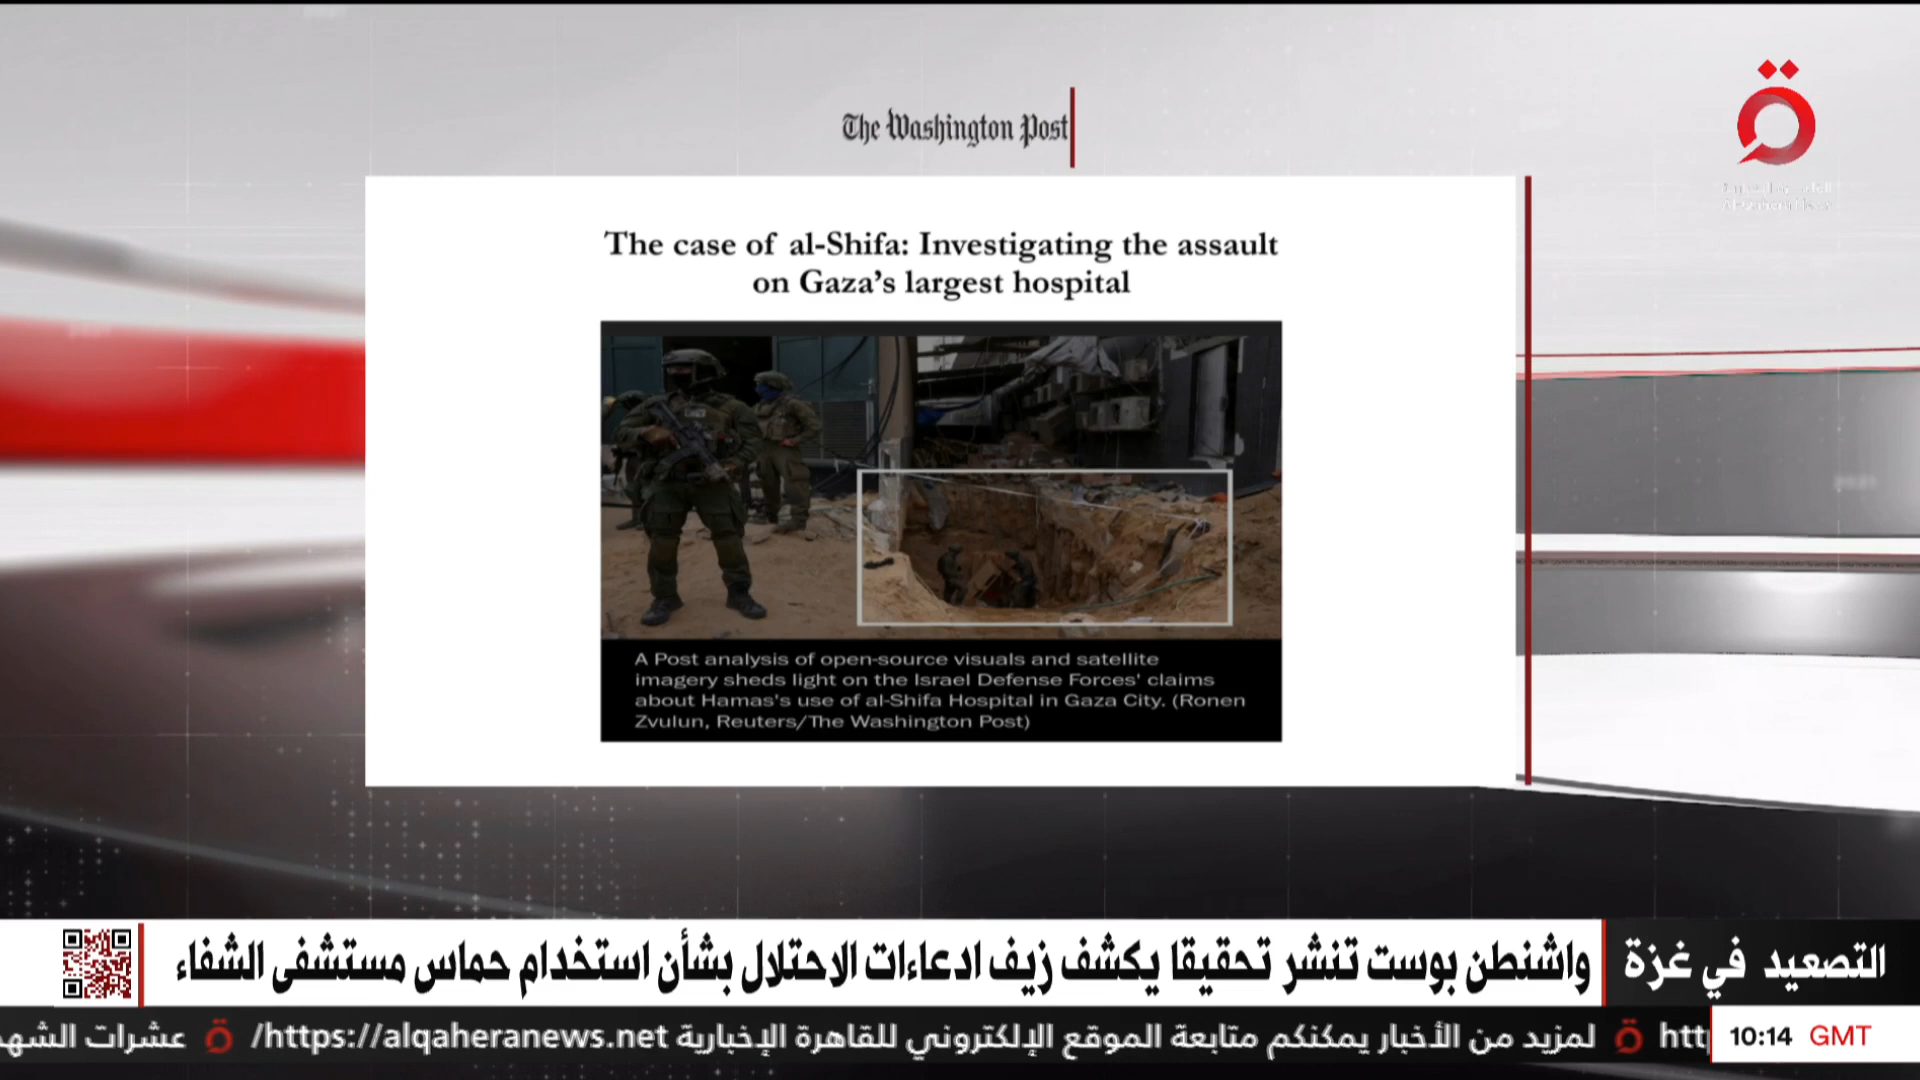 The Washington Post
The case of al-Shifa: Investigating the assault
on Gaza's largest hospital
A Post analysis of open-source visuals and satellite
imagery sheds light on the Israel Defense Forces' claims
about Hamas's use of al-Shifa Hospital in Gaza City. (Ronen
Zvulun, Reuters/The Washington Post)
التصعيد في غزة
واشنطن بوست تنشر تحقيقا يكشف زيف ادعاءات الاحتلال بشأن استخدام حماس مستشفى الشفاء
لمزيد من الأخبار يمكنكم متابعة الموقع الإلكتروني للقاهرة الإخبارية https://alqaheranews.net/ عشرات
10:14 GMT